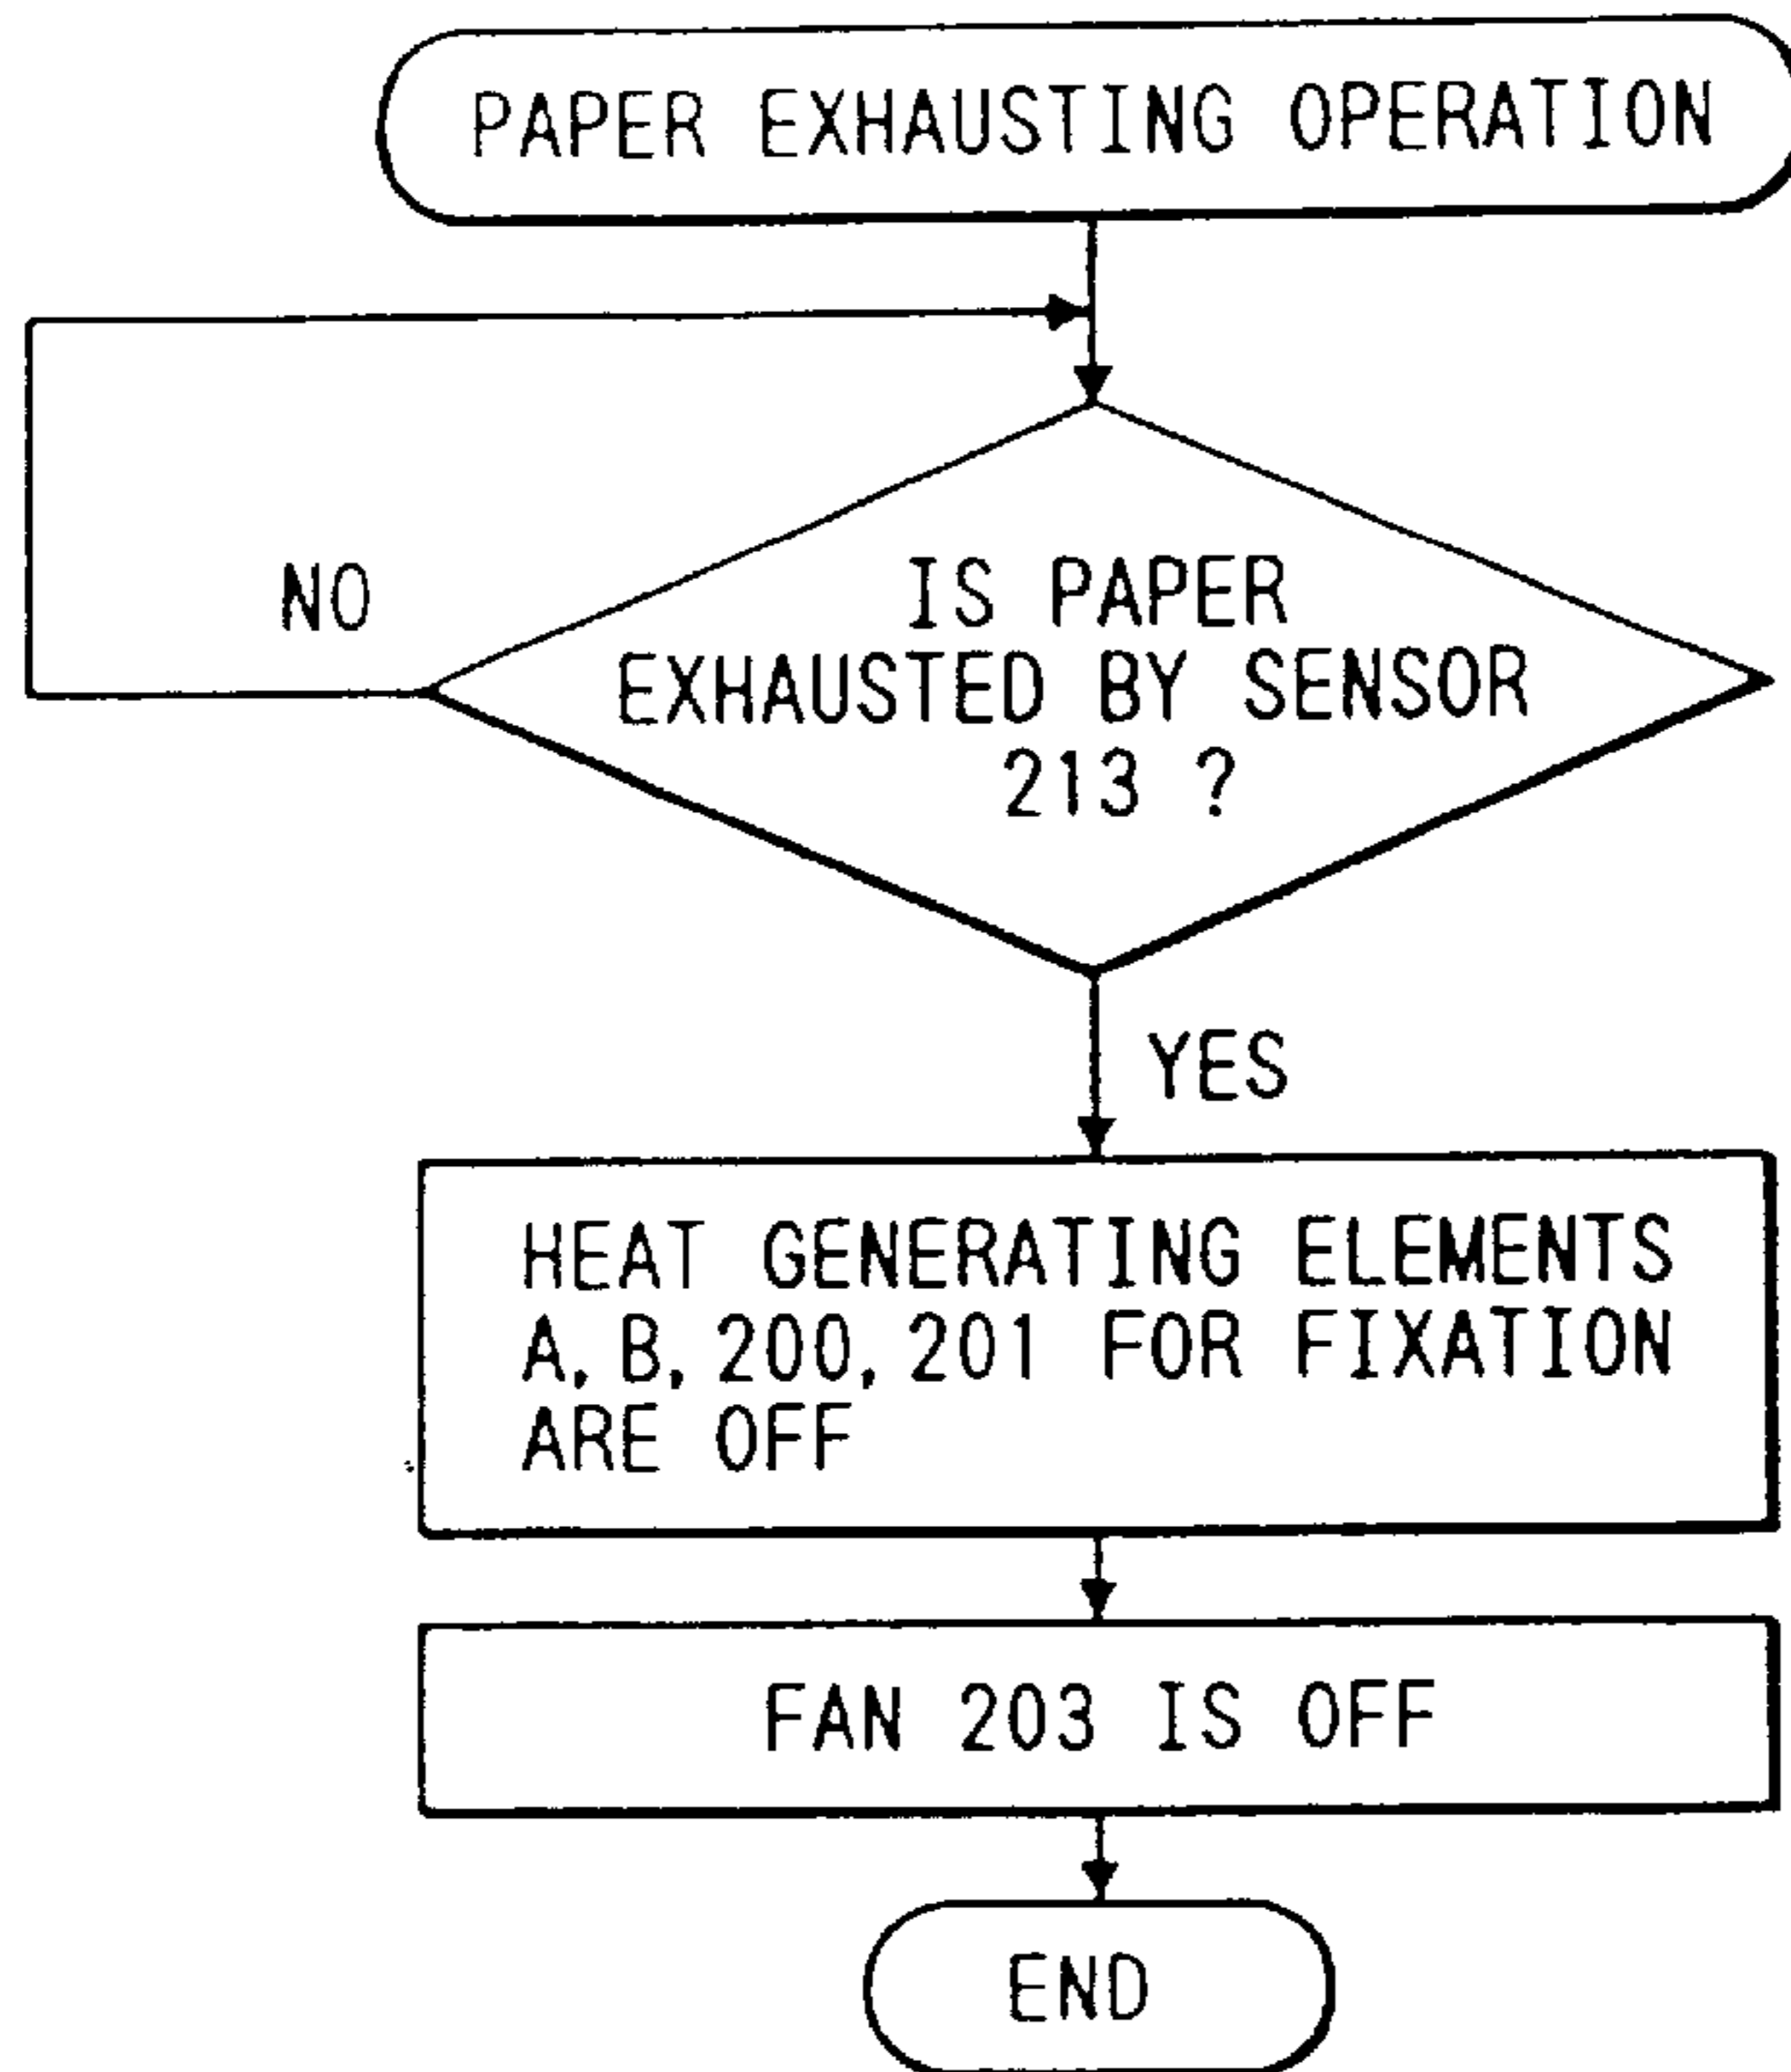 PAPER EXHAUSTING OPERATION
NO
IS PAPER
EXHAUSTED BY SENSOR
213 ?
YES
HEAT GENERATING ELEMENTS
A, B, 200, 201 FOR FIXATION
ARE OFF
FAN 203 IS OFF
END